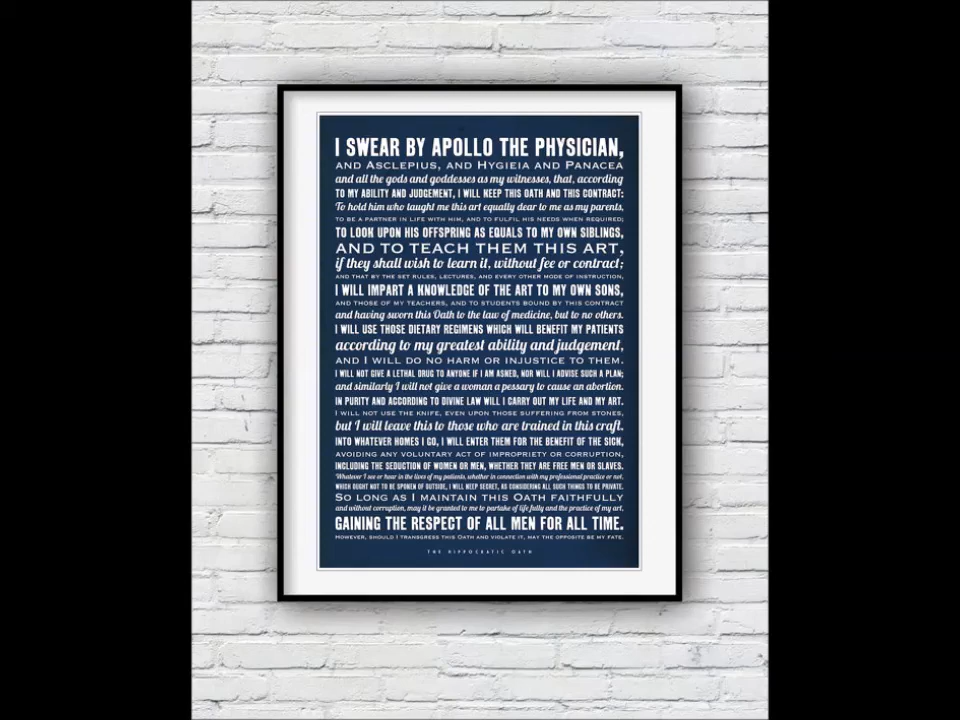 I SWEAR BY APOLLO THE PHYSICIAN,
AND ASCLEPIUS, AND HYGIEIA AND PANACEA
and all the gods and goddesses as my witnesses, that, according
TO MY ABILITY AND JUDGEMENT, I WILL KEEP THIS OATH AND THIS CONTRACT:
To hold him who taught me this art equally dear to me as my parents,
TO BE A PARTNER IN LIFE WITH HIM, AND TO FULFIL HIS NEEDS WHEN REQUIRED;
TO LOOK UPON HIS OFFSPRING AS EQUALS TO MY OWN SIBLINGS,
AND TO TEACH THEM THIS ART,
if they shall wish to learn it, without fee or contract;
AND THAT BY THE SET RULES, LECTURES, AND EVERY OTHER MODE OF INSTRUCTION,
I WILL IMPART A KNOWLEDGE OF THE ART TO MY OWN SONS,
AND THOSE OF MY TEACHERS, AND TO STUDENTS BOUND BY THIS CONTRACT
and having sworn this Oath to the law of medicine, but to no others.
I WILL USE THOSE DIETARY REGIMENS WHICH WILL BENEFIT MY PATIENTS
according to my greatest ability and judgement,
AND I WILL DO NO HARM OR INJUSTICE TO THEM.
I WILL NOT GIVE A LETHAL DRUG TO ANYONE IF I AM ASKED, NOR WILL I ADVISE SUCH A PLAN;
and similarly I will not give a woman a pessary to cause an abortion.
IN PURITY AND ACCORDING TO DIVINE LAW WILL I CARRY OUT MY LIFE AND MY ART.
I WILL NOT USE THE KNIFE, EVEN UPON THOSE SUFFERING FROM STONES,
but I will leave this to those who are trained in this craft.
INTO WHATEVER HOMES I GO, I WILL ENTER THEM FOR THE BENEFIT OF THE SICK,
AVOIDING ANY VOLUNTARY ACT OF IMPROPRIETY OR CORRUPTION,
INCLUDING THE SEDUCTION OF WOMEN OR MEN, WHETHER THEY ARE FREE MEN OR SLAVES.
Whatever I see or hear in the lives of my patients, whether in connection with my professional practice or not,
WHICH OUGHT NOT TO BE SPOKEN OF OUTSIDE, I WILL KEEP SECRET, AS CONSIDERING ALL SUCH THINGS TO BE PRIVATE.
SO LONG AS I MAINTAIN THIS OATH FAITHFULLY
and without corruption, may it be granted to me to partake of life fully and the practice of my art,
GAINING THE RESPECT OF ALL MEN FOR ALL TIME.
HOWEVER, SHOULD I TRANSGRESS THIS OATH AND VIOLATE IT, MAY THE OPPOSITE BE MY FATE.
THE HIPPOCRATIC OATH